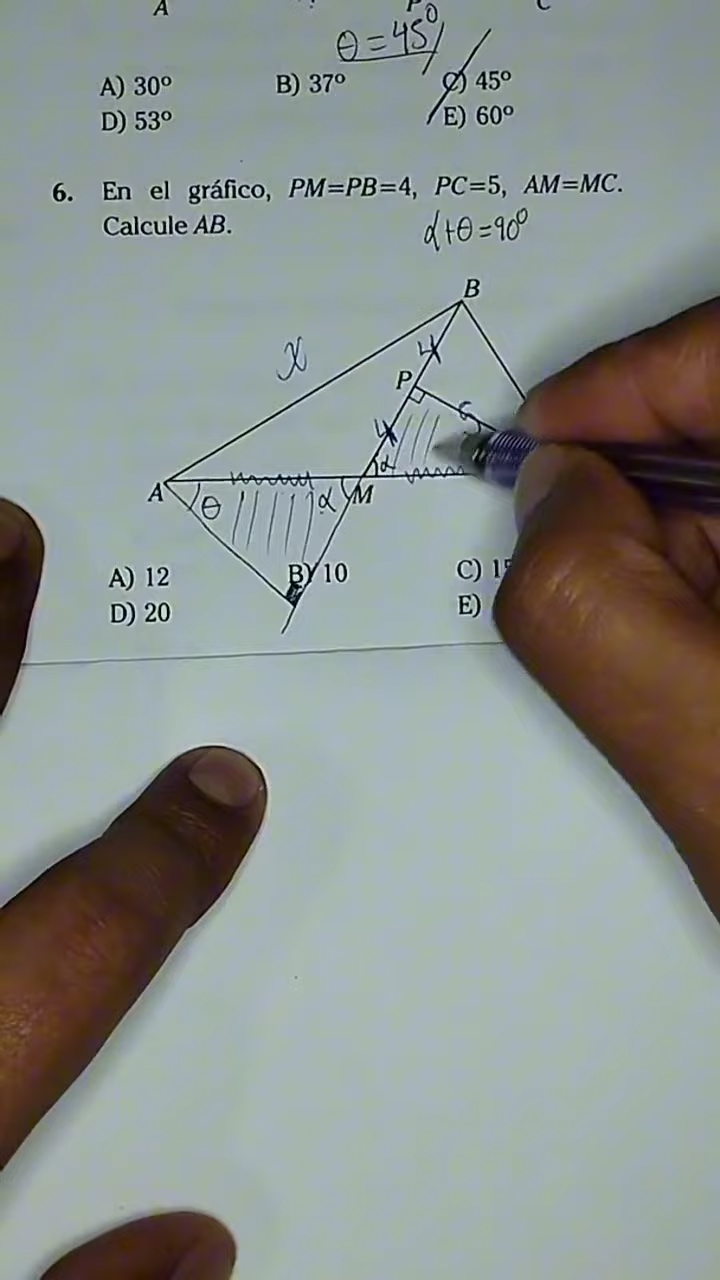 A C
θ = 45°
A) 30° B) 37° C) 45°
D) 53° E) 60°
6. En el gráfico, PM=PB=4, PC=5, AM=MC.
Calcule AB.
α+θ=90°
B
x
4
P
5
4
α
A
θ
α
M
A) 12 B) 10 C)
D) 20 E)